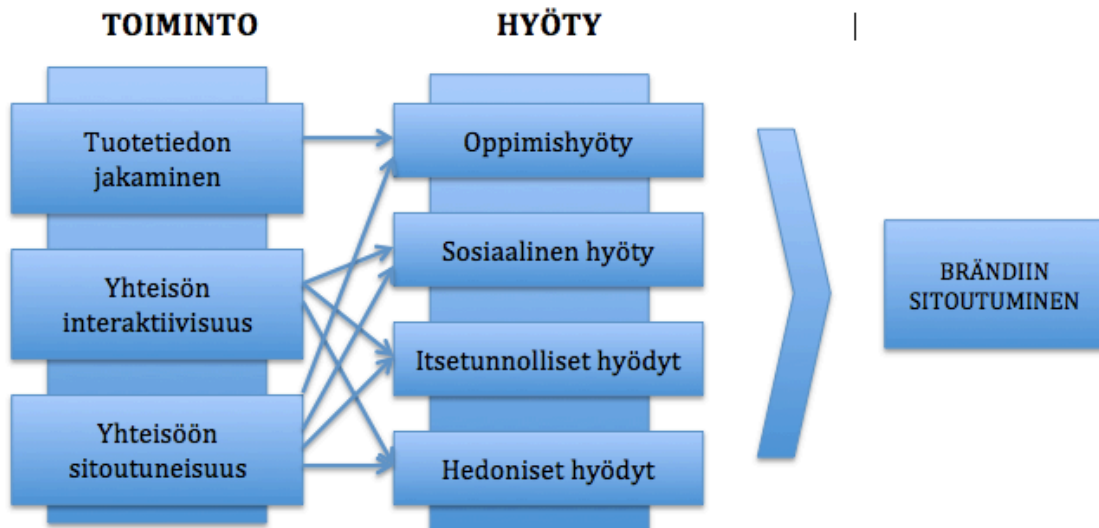 TOIMINTO
HYÖTY
Tuotetiedon
jakaminen
Yhteisön
interaktiivisuus
Yhteisöön
sitoutuneisuus
Oppimishyöty
Sosiaalinen hyöty
Itsetunnolliset hyödyt
Hedoniset hyödyt
BRÄNDIIN
SITOUTUMINEN